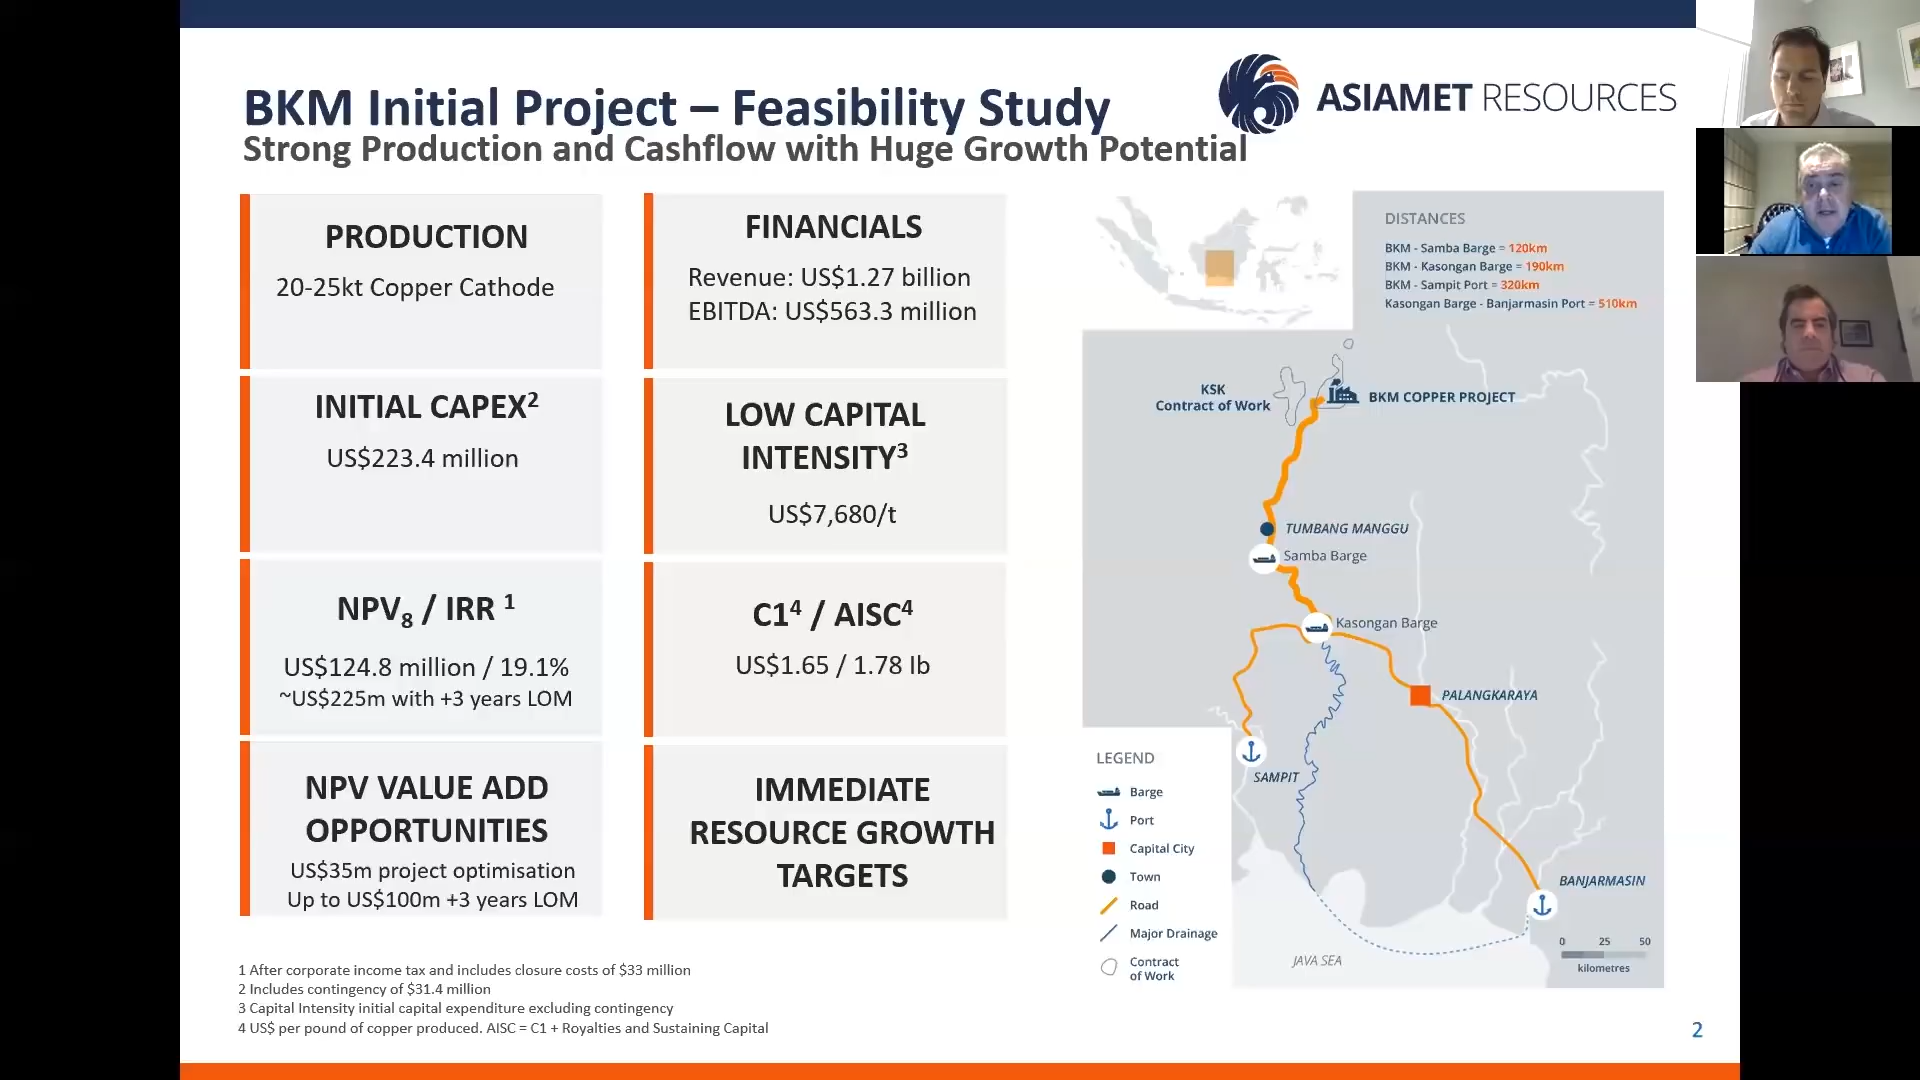 BKM Initial Project – Feasibility Study
Strong Production and Cashflow with Huge Growth Potential
ASIAMET RESOURCES
PRODUCTION
20-25kt Copper Cathode
FINANCIALS
Revenue: US$1.27 billion
EBITDA: US$563.3 million
INITIAL CAPEX2
US$223.4 million
LOW CAPITAL
INTENSITY3
US$7,680/t
NPV8 / IRR 1
US$124.8 million / 19.1%
~US$225m with +3 years LOM
C14 / AISC4
US$1.65 / 1.78 lb
NPV VALUE ADD
OPPORTUNITIES
US$35m project optimisation
Up to US$100m +3 years LOM
IMMEDIATE
RESOURCE GROWTH
TARGETS
DISTANCES
BKM - Samba Barge = 120km
BKM - Kasongan Barge = 190km
BKM - Sampit Port = 320km
Kasongan Barge - Banjarmasin Port = 510km
KSK
Contract of Work
BKM COPPER PROJECT
TUMBANG MANGGU
Samba Barge
Kasongan Barge
PALANGKARAYA
SAMPIT
BANJARMASIN
JAVA SEA
LEGEND
Barge
Port
Capital City
Town
Road
Major Drainage
Contract
of Work
0 25 50
kilometres
1 After corporate income tax and includes closure costs of $33 million
2 Includes contingency of $31.4 million
3 Capital Intensity initial capital expenditure excluding contingency
4 US$ per pound of copper produced. AISC = C1 + Royalties and Sustaining Capital
2